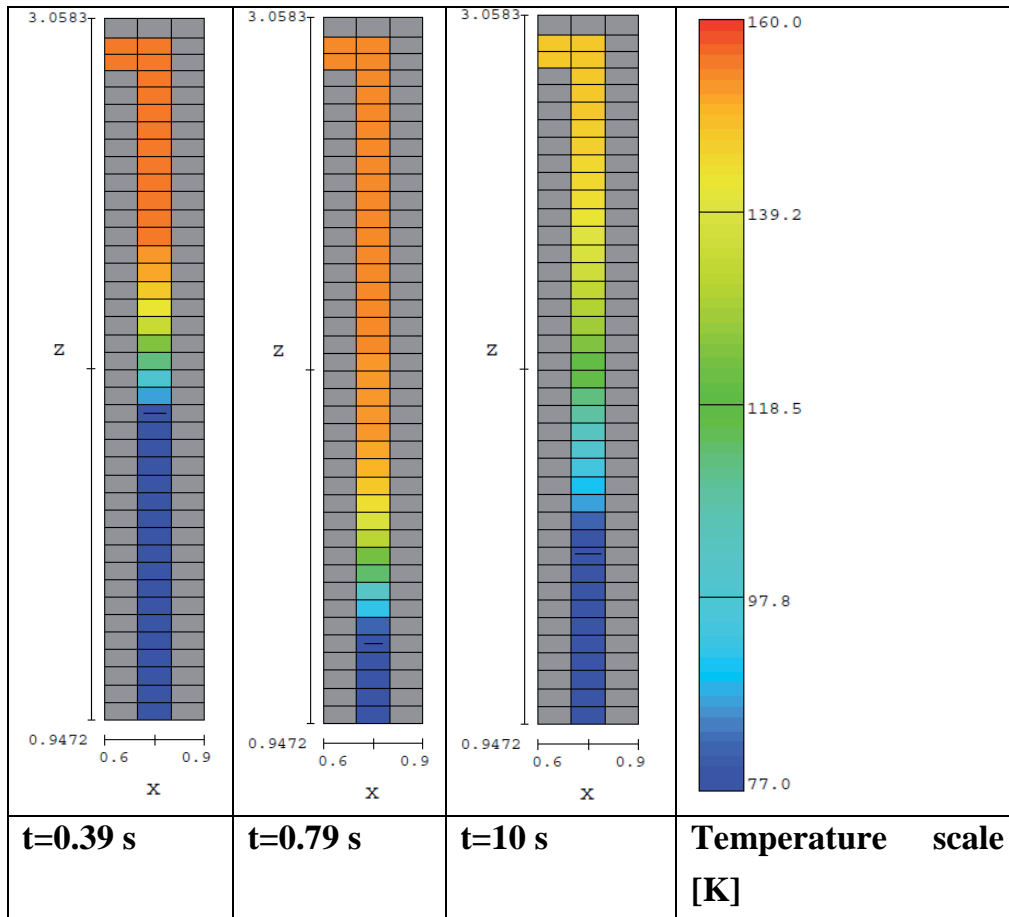 3.0583
Z
0.9472
0.6 0.9
X
t=0.39 s
3.0583
Z
0.9472
0.6 0.9
X
t=0.79 s
3.0583
Z
0.9472
0.6 0.9
X
t=10 s
160.0
139.2
118.5
97.8
77.0
Temperature scale
[K]